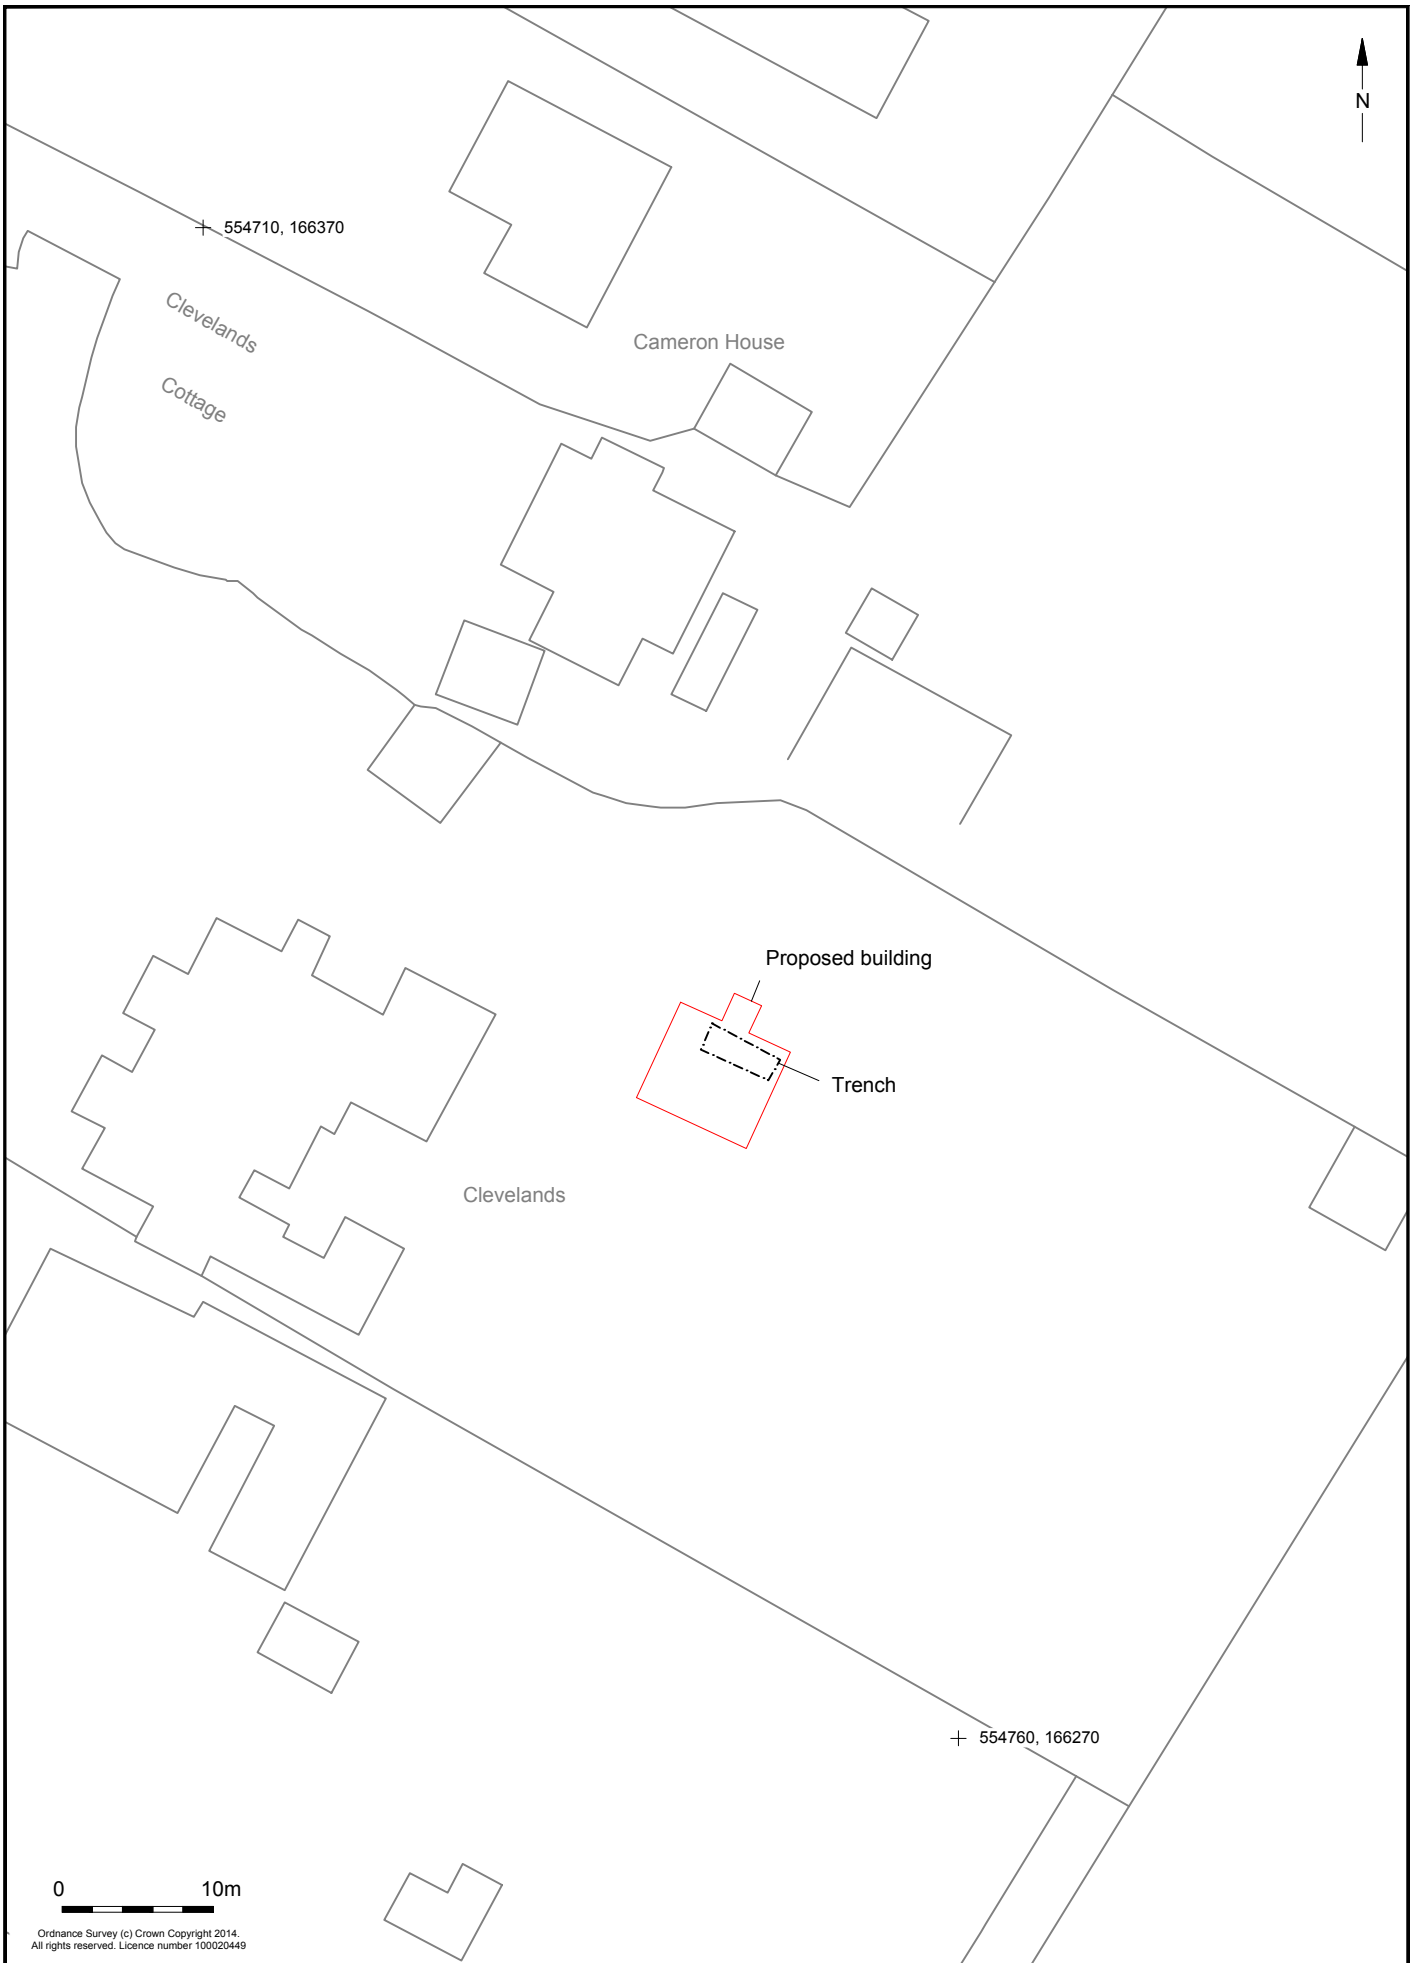 N
554710, 166370
Clevelands
Cottage
Cameron House
Proposed building
Trench
Clevelands
554760, 166270
0 10m
Ordnance Survey (c) Crown Copyright 2014.
All rights reserved. Licence number 100020449